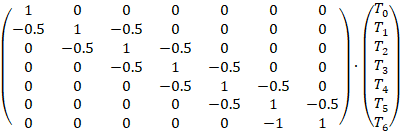 1 0 0 0 0 0 0 T₀
−0.5 1 −0.5 0 0 0 0 T₁
0 −0.5 1 −0.5 0 0 0 T₂
0 0 −0.5 1 −0.5 0 0 · T₃
0 0 0 −0.5 1 −0.5 0 T₄
0 0 0 0 −0.5 1 −0.5 T₅
0 0 0 0 0 −1 1 T₆